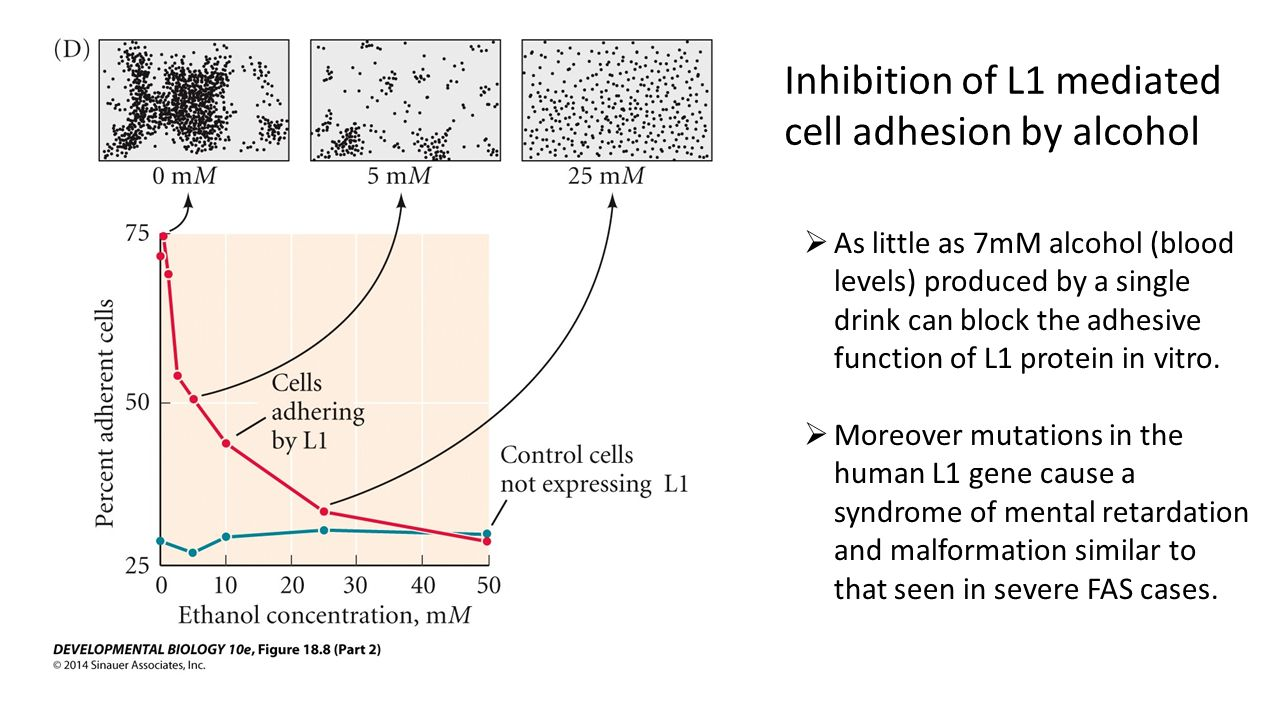 (D)
0 mM
5 mM
25 mM
75
50
25
Percent adherent cells
Cells
adhering
by L1
Control cells
not expressing L1
0 10 20 30 40 50
Ethanol concentration, mM
DEVELOPMENTAL BIOLOGY 10e, Figure 18.8 (Part 2)
© 2014 Sinauer Associates, Inc.
Inhibition of L1 mediated
cell adhesion by alcohol
➢ As little as 7mM alcohol (blood
levels) produced by a single
drink can block the adhesive
function of L1 protein in vitro.
➢ Moreover mutations in the
human L1 gene cause a
syndrome of mental retardation
and malformation similar to
that seen in severe FAS cases.